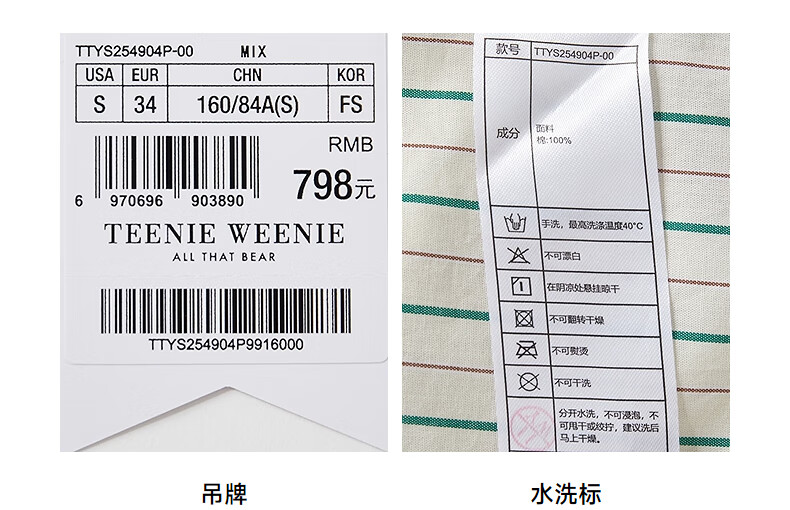 TTYS254904P-00 MIX
USA EUR CHN KOR
S 34 160/84A(S) FS
RMB
798元
6 970696 903890
TEENIE WEENIE
ALL THAT BEAR
TTYS254904P9916000
吊牌
款号 TTYS254904P-00
成分 面料
棉:100%
手洗，最高洗涤温度40°C
不可漂白
在阴凉处悬挂晾干
不可翻转干燥
不可熨烫
不可干洗
分开水洗，不可浸泡，不
可甩干或绞拧，建议洗后
马上干燥。
水洗标